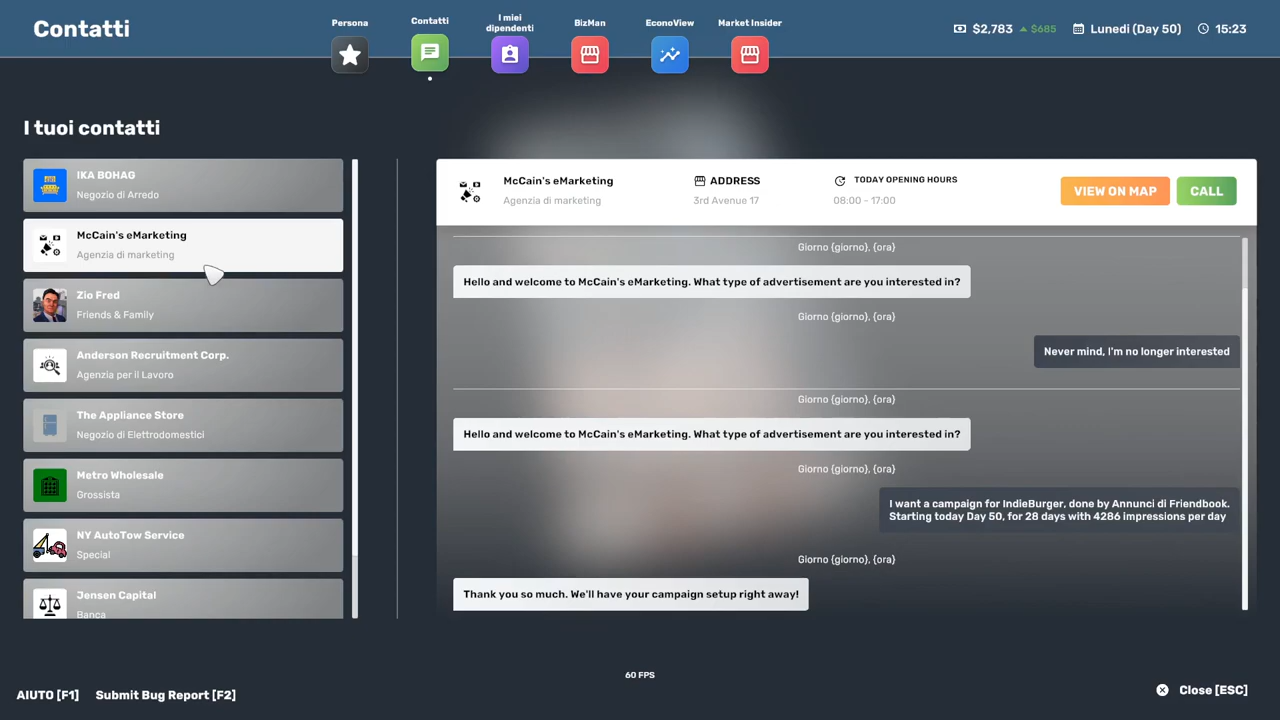 Contatti
Persona
Contatti
I miei
dipendenti
BizMan
EconoView
Market Insider
$2,783
$685
Lunedi (Day 50)
15:23
I tuoi contatti
IKA BOHAG
Negozio di Arredo
McCain's eMarketing
Agenzia di marketing
Zio Fred
Friends & Family
Anderson Recruitment Corp.
Agenzia per il Lavoro
The Appliance Store
Negozio di Elettrodomestici
Metro Wholesale
Grossista
NY AutoTow Service
Special
Jensen Capital
Banca
McCain's eMarketing
Agenzia di marketing
ADDRESS
3rd Avenue 17
TODAY OPENING HOURS
08:00 - 17:00
VIEW ON MAP
CALL
Giorno {giorno}, {ora}
Hello and welcome to McCain's eMarketing. What type of advertisement are you interested in?
Giorno {giorno}, {ora}
Never mind, I'm no longer interested
Giorno {giorno}, {ora}
Hello and welcome to McCain's eMarketing. What type of advertisement are you interested in?
Giorno {giorno}, {ora}
I want a campaign for IndieBurger, done by Annunci di Friendbook.
Starting today Day 50, for 28 days with 4286 impressions per day
Giorno {giorno}, {ora}
Thank you so much. We'll have your campaign setup right away!
60 FPS
AIUTO [F1]
Submit Bug Report [F2]
Close [ESC]